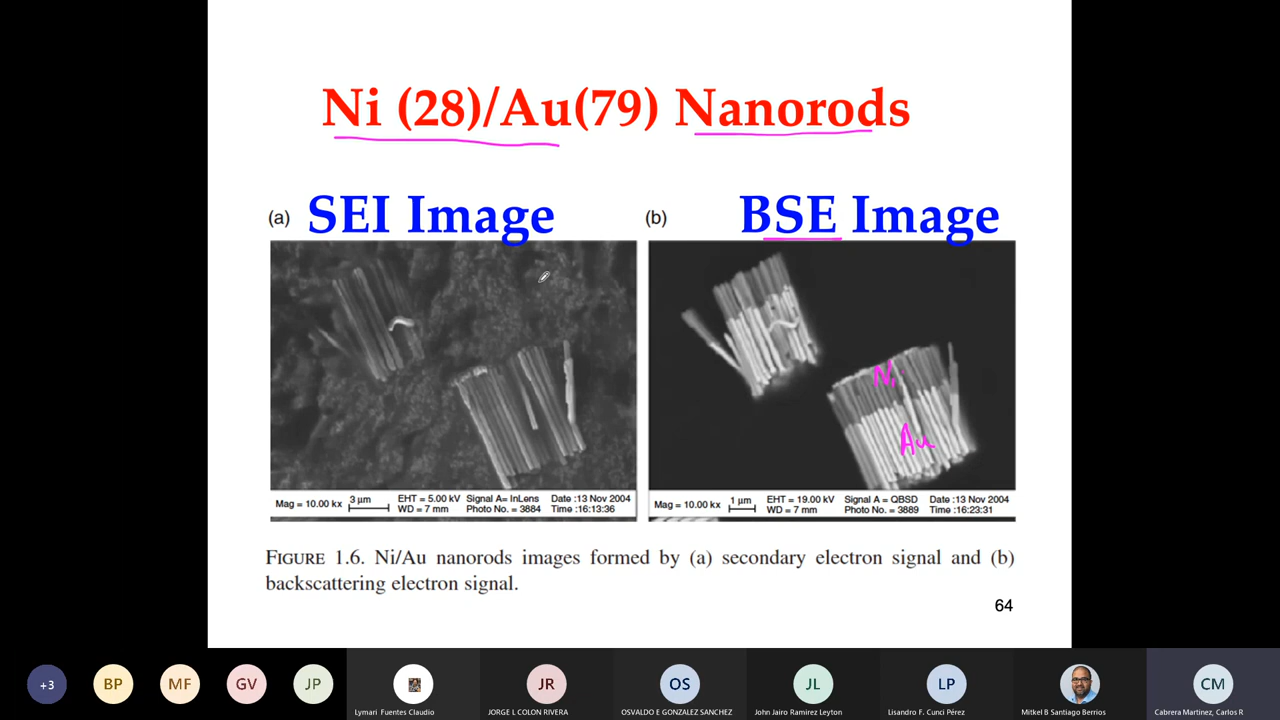 Ni (28)/Au(79) Nanorods
(a) SEI Image
(b) BSE Image
Ni
Au
Mag = 10.00 kx 3 µm EHT = 5.00 kV Signal A= InLens Date :13 Nov 2004
WD = 7 mm Photo No. = 3884 Time :16:13:36
Mag = 10.00 kx 1 µm EHT = 19.00 kV Signal A = QBSD Date :13 Nov 2004
WD = 7 mm Photo No. = 3889 Time :16:23:31
FIGURE 1.6. Ni/Au nanorods images formed by (a) secondary electron signal and (b)
backscattering electron signal.
64
+3 BP MF GV JP JR OS JL LP CM
Lymari Fuentes Claudio JORGE L COLON RIVERA OSVALDO E GONZALEZ SANCHEZ John Jairo Ramirez Leyton Lisandro F. Cunci Pérez Mitkel B Santiago Berrios Cabrera Martinez, Carlos R